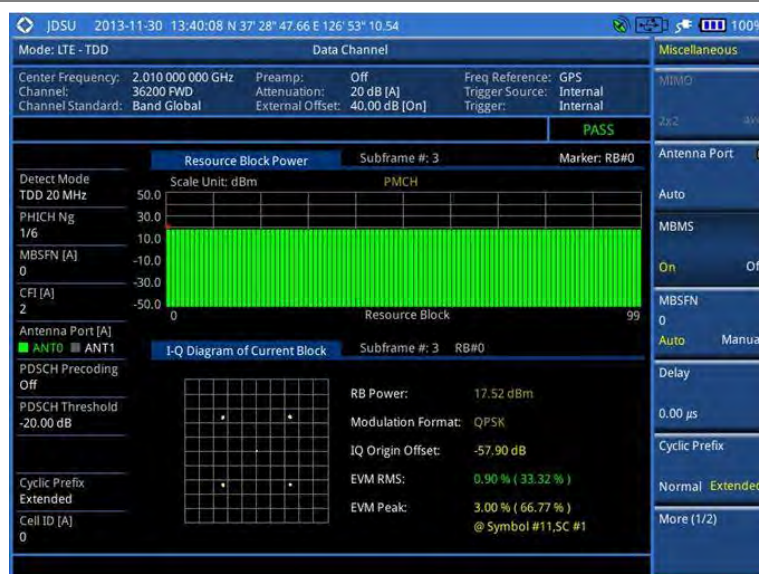 JDSU 2013-11-30 13:40:08 N 37° 28" 47.66 E 126° 53" 10.54 100%
Mode: LTE - TDD Data Channel Miscellaneous
Center Frequency: 2.010 000 000 GHz Preamp: Off Freq Reference: GPS
Channel: 36200 FWD Attenuation: 20 dB [A] Trigger Source: Internal
Channel Standard: Band Global External Offset: 40.00 dB [On] Trigger: Internal
MIMO
2x2
PASS
Resource Block Power Subframe #: 3 Marker: RB#0
Antenna Port
Auto
Detect Mode
TDD 20 MHz
PHICH Ng
1/6
MBSFN [A]
0
CFI [A]
2
Antenna Port [A]
ANT0 ANT1
PDSCH Precoding
Off
PDSCH Threshold
-20.00 dB
Cyclic Prefix
Extended
Cell ID [A]
0
Scale Unit: dBm PMCH
50.0
30.0
10.0
-10.0
-30.0
-50.0
0 Resource Block 99
I-Q Diagram of Current Block Subframe #: 3 RB#0
RB Power: 17.52 dBm
Modulation Format: QPSK
IQ Origin Offset: -57.90 dB
EVM RMS: 0.90 % ( 33.32 % )
EVM Peak: 3.00 % ( 66.77 % )
@ Symbol #11,SC #1
MBMS
On Of
MBSFN
0
Auto Manua
Delay
0.00 µs
Cyclic Prefix
Normal Extended
More (1/2)